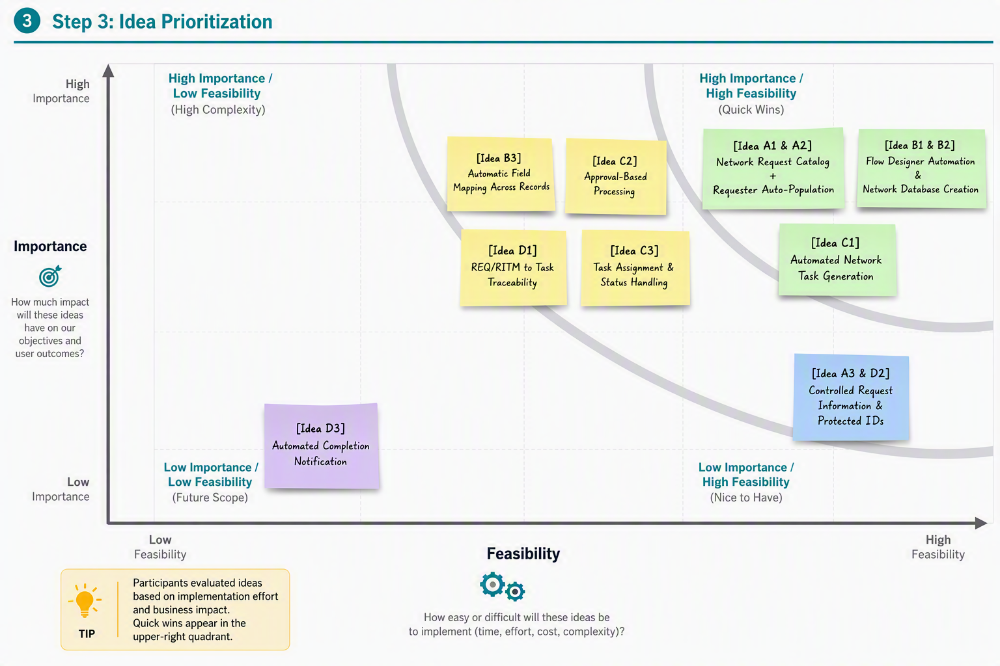 3
Step 3: Idea Prioritization
High
Importance
High Importance /
Low Feasibility
(High Complexity)
High Importance /
High Feasibility
(Quick Wins)
[Idea B3]
Automatic Field
Mapping Across Records
[Idea C2]
Approval-Based
Processing
[Idea A1 & A2]
Network Request Catalog
+
Requester Auto-Population
[Idea B1 & B2]
Flow Designer Automation
&
Network Database Creation
[Idea D1]
REQ/RITM to Task
Traceability
[Idea C3]
Task Assignment &
Status Handling
[Idea C1]
Automated Network
Task Generation
Importance
How much impact
will these ideas
have on our
objectives and
user outcomes?
[Idea A3 & D2]
Controlled Request
Information &
Protected IDs
[Idea D3]
Automated Completion
Notification
Low Importance /
Low Feasibility
(Future Scope)
Low Importance /
High Feasibility
(Nice to Have)
Low
Importance
Low
Feasibility
Feasibility
High
Feasibility
How easy or difficult will these ideas be
to implement (time, effort, cost, complexity)?
TIP
Participants evaluated ideas
based on implementation effort
and business impact.
Quick wins appear in the
upper-right quadrant.